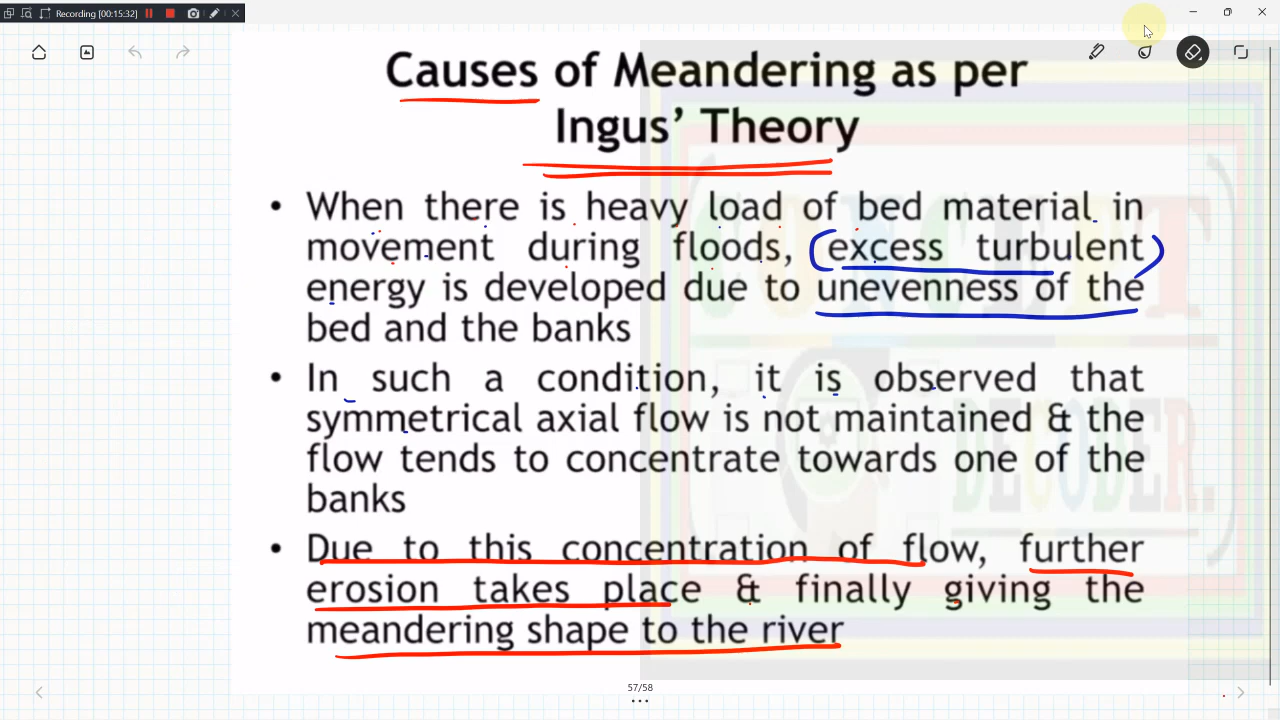 Recording [00:15:32]
Causes of Meandering as per
Ingus’ Theory
• When there is heavy load of bed material in
movement during floods, (excess turbulent)
energy is developed due to unevenness of the
bed and the banks
• In such a condition, it is observed that
symmetrical axial flow is not maintained & the
flow tends to concentrate towards one of the
banks
• Due to this concentration of flow, further
erosion takes place & finally giving the
meandering shape to the river
CONCEPT
DECODER.
57/58